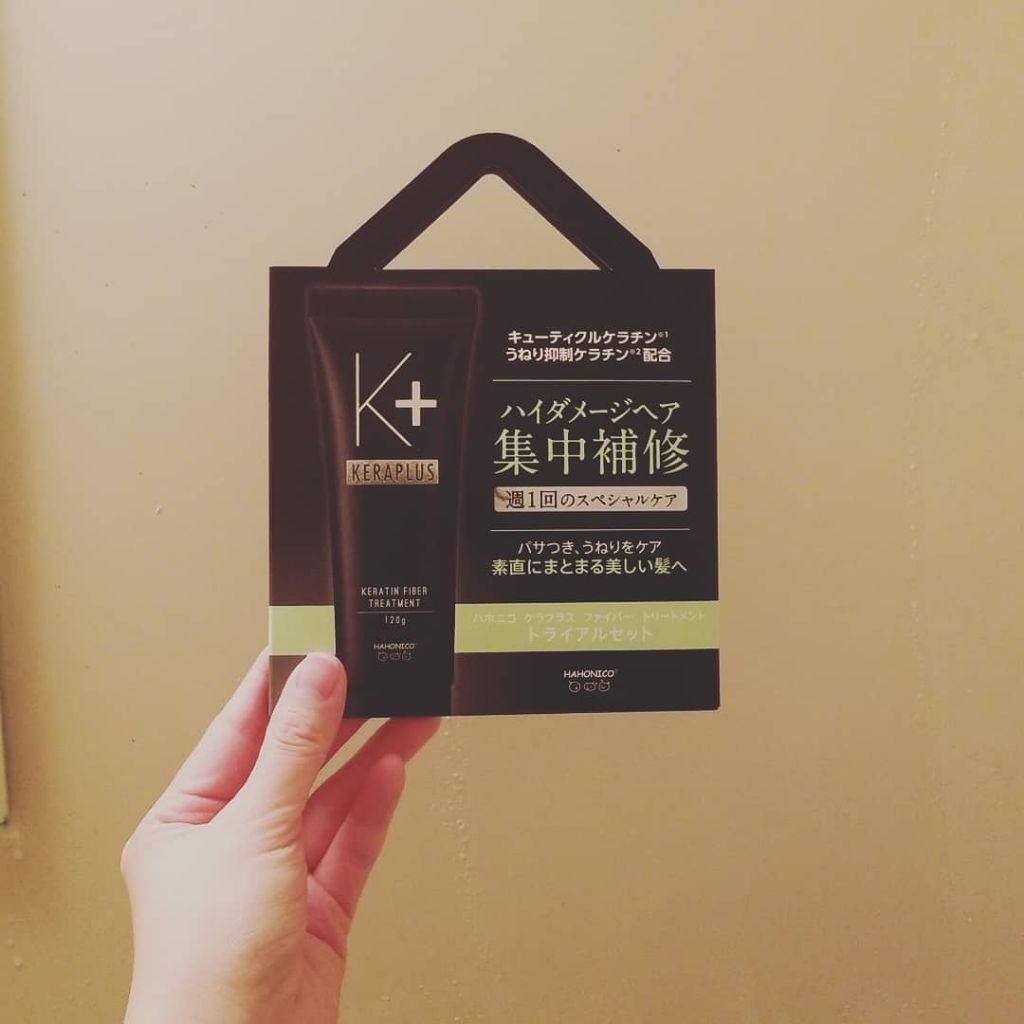 K+
KERAPLUS
KERATIN FIBER
TREATMENT
120g
HAHONICO
キューティクルケラチン※1
うねり抑制ケラチン※2 配合
ハイダメージヘア
集中補修
週1回のスペシャルケア
パサつき、うねりをケア
素直にまとまる美しい髪へ
ハホニコ ケラプラス ファイバー トリートメント
トライアルセット
HAHONICO